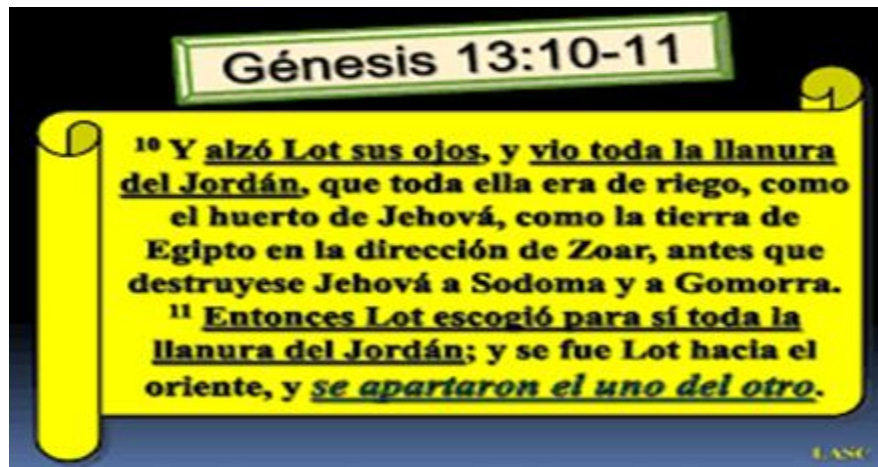 Génesis 13:10-11
10 Y alzó Lot sus ojos, y vio toda la llanura
del Jordán, que toda ella era de riego, como
el huerto de Jehová, como la tierra de
Egipto en la dirección de Zoar, antes que
destruyese Jehová a Sodoma y a Gomorra.
11 Entonces Lot escogió para sí toda la
llanura del Jordán; y se fue Lot hacia el
oriente, y se apartaron el uno del otro.
LASC